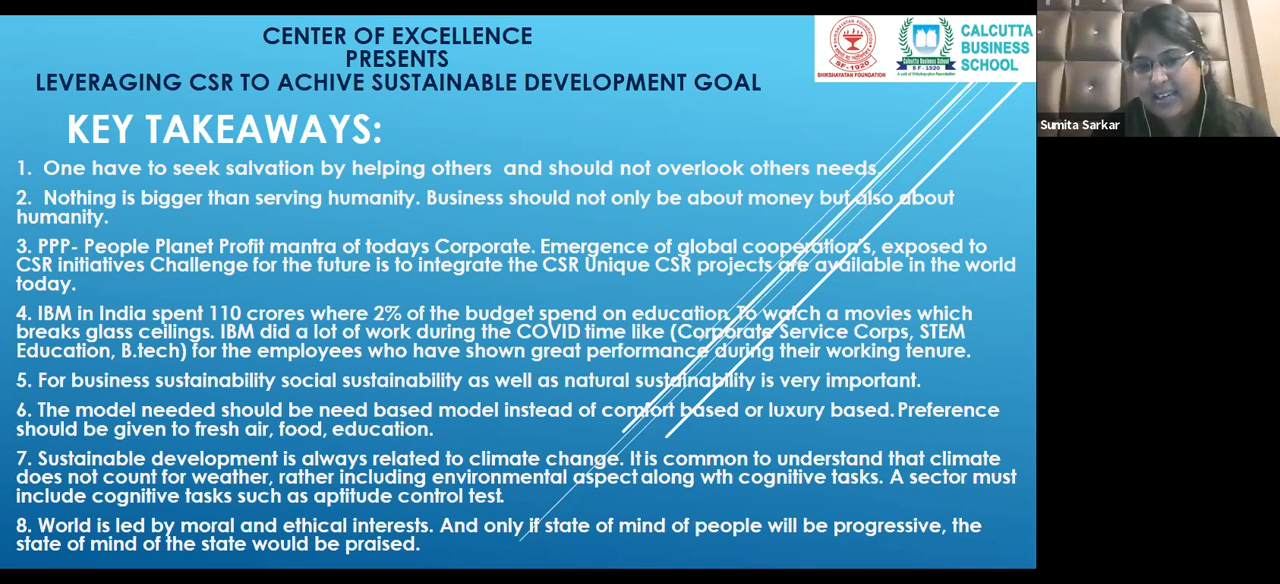 CENTER OF EXCELLENCE
PRESENTS
LEVERAGING CSR TO ACHIVE SUSTAINABLE DEVELOPMENT GOAL
SHIKSHAYATAN FOUNDATION
SF-1920
Calcutta Business School
SF-1920
A unit of Shikshayatan Foundation
CALCUTTA
BUSINESS
SCHOOL
Sumita Sarkar
KEY TAKEAWAYS:
1. One have to seek salvation by helping others and should not overlook others needs.
2. Nothing is bigger than serving humanity. Business should not only be about money but also about
humanity.
3. PPP- People Planet Profit mantra of todays Corporate. Emergence of global cooperation's, exposed to
CSR initiatives Challenge for the future is to integrate the CSR Unique CSR projects are available in the world
today.
4. IBM in India spent 110 crores where 2% of the budget spend on education. To watch a movies which
breaks glass ceilings. IBM did a lot of work during the COVID time like (Corporate Service Corps, STEM
Education, B.tech) for the employees who have shown great performance during their working tenure.
5. For business sustainability social sustainability as well as natural sustainability is very important.
6. The model needed should be need based model instead of comfort based or luxury based. Preference
should be given to fresh air, food, education.
7. Sustainable development is always related to climate change. It is common to understand that climate
does not count for weather, rather including environmental aspect along wth cognitive tasks. A sector must
include cognitive tasks such as aptitude control test.
8. World is led by moral and ethical interests. And only if state of mind of people will be progressive, the
state of mind of the state would be praised.